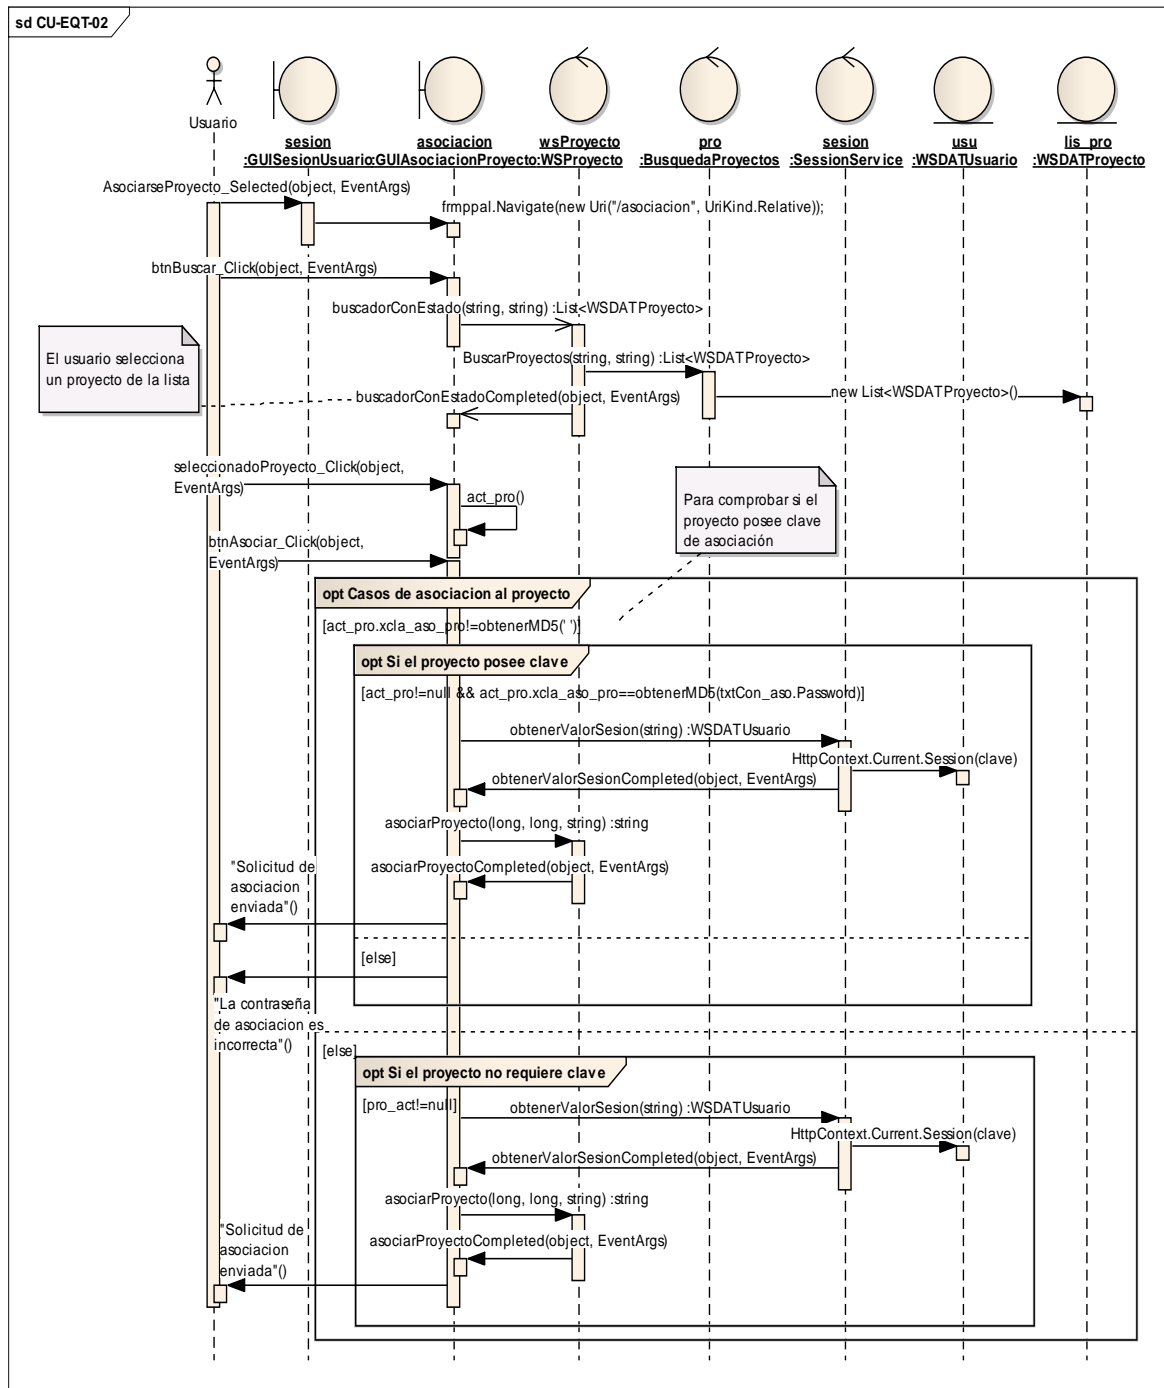 sd CU-EQT-02
Usuario
sesion
:GUISesionUsuario
asociacion
:GUIAsociacionProyecto
wsProyecto
:WSProyecto
pro
:BusquedaProyectos
sesion
:SessionService
usu
:WSDATUsuario
lis_pro
:WSDATProyecto
AsociarseProyecto_Selected(object, EventArgs)
frmppal.Navigate(new Uri("/asociacion", UriKind.Relative));
btnBuscar_Click(object, EventArgs)
buscadorConEstado(string, string) :List<WSDATProyecto>
El usuario selecciona
un proyecto de la lista
BuscarProyectos(string, string) :List<WSDATProyecto>
new List<WSDATProyecto>()
buscadorConEstadoCompleted(object, EventArgs)
seleccionadoProyecto_Click(object,
EventArgs)
act_pro()
Para comprobar si el
proyecto posee clave
de asociación
btnAsociar_Click(object,
EventArgs)
opt Casos de asociacion al proyecto
[act_pro.xcla_aso_pro!=obtenerMD5(' ')]
opt Si el proyecto posee clave
[act_pro!=null && act_pro.xcla_aso_pro==obtenerMD5(txtCon_aso.Password)]
obtenerValorSesion(string) :WSDATUsuario
HttpContext.Current.Session(clave)
obtenerValorSesionCompleted(object, EventArgs)
asociarProyecto(long, long, string) :string
asociarProyectoCompleted(object, EventArgs)
"Solicitud de
asociacion
enviada"()
[else]
"La contraseña
de asociacion es
incorrecta"()
[else]
opt Si el proyecto no requiere clave
[pro_act!=null]
obtenerValorSesion(string) :WSDATUsuario
HttpContext.Current.Session(clave)
obtenerValorSesionCompleted(object, EventArgs)
asociarProyecto(long, long, string) :string
asociarProyectoCompleted(object, EventArgs)
"Solicitud de
asociacion
enviada"()